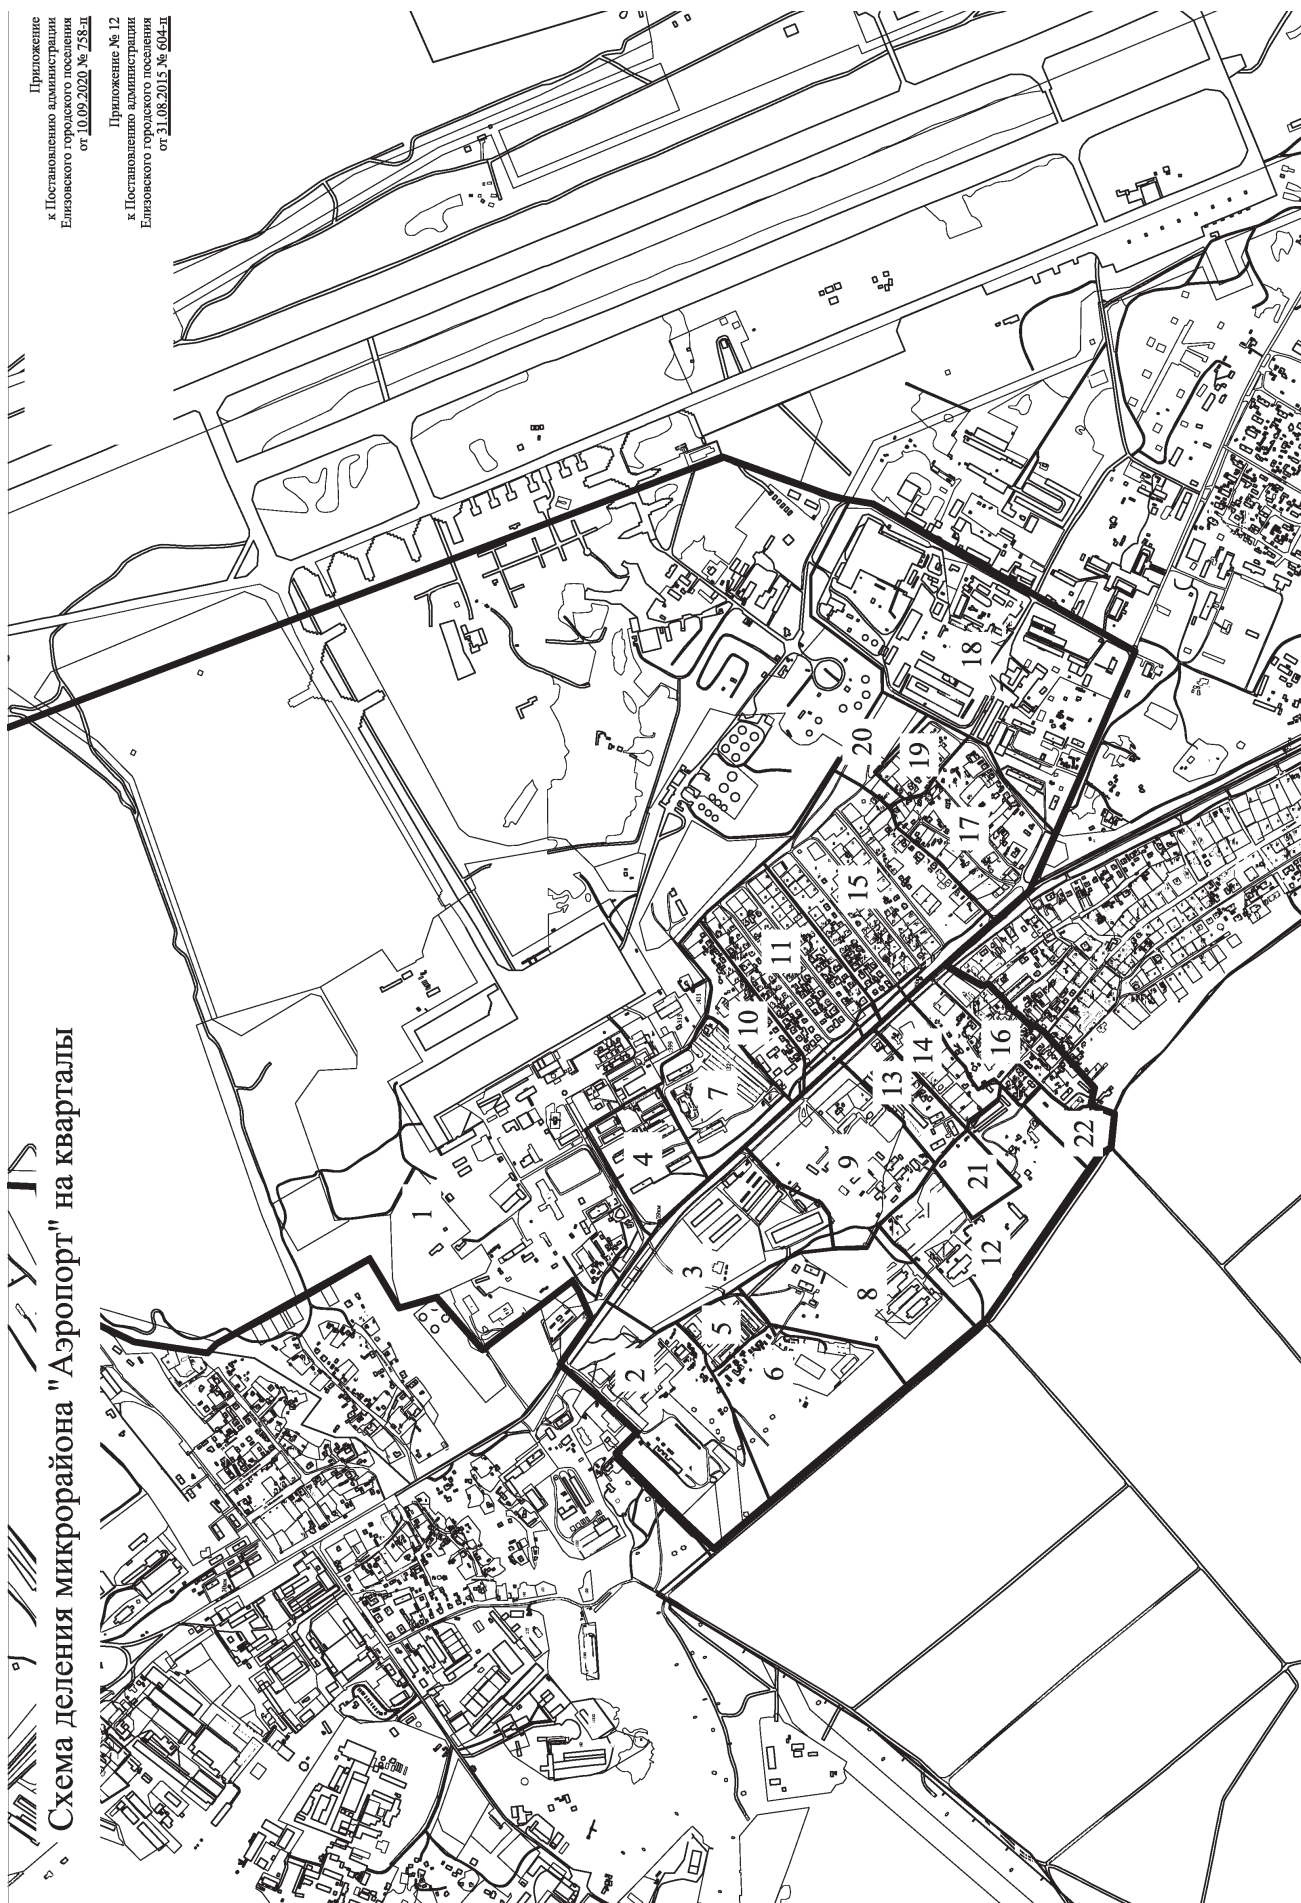 Приложение
к Постановлению администрации
Елизовского городского поселения
от 10.09.2020 № 758-п
Приложение № 12
к Постановлению администрации
Елизовского городского поселения
от 31.08.2015 № 604-п
Схема деления микрорайона "Аэропорт" на кварталы
1
2
3
4
5
6
7
8
9
10
11
12
13
14
15
16
17
18
19
20
21
22